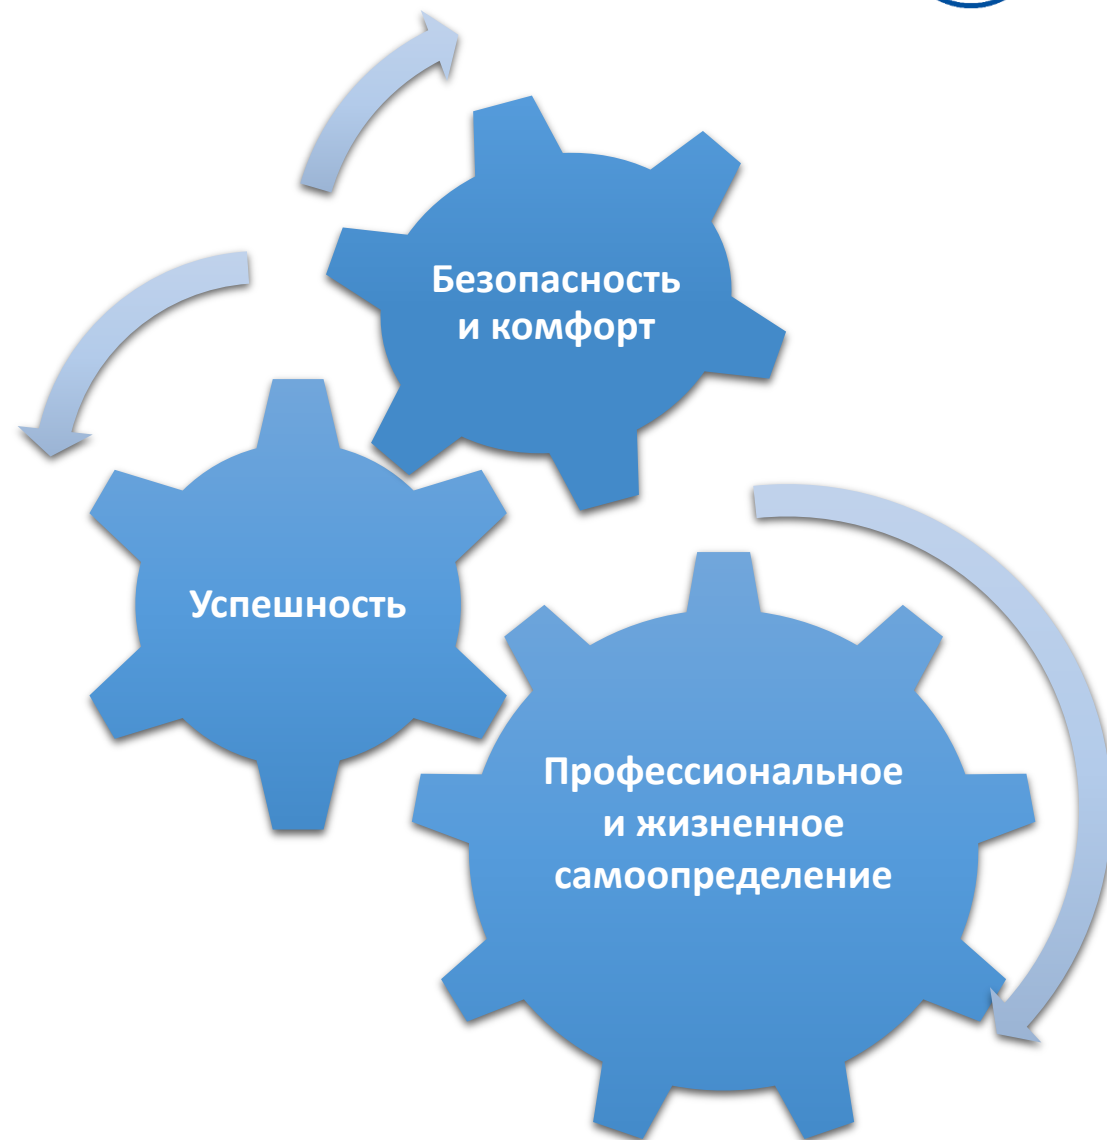 Безопасность
и комфорт
Успешность
Профессиональное
и жизненное
самоопределение